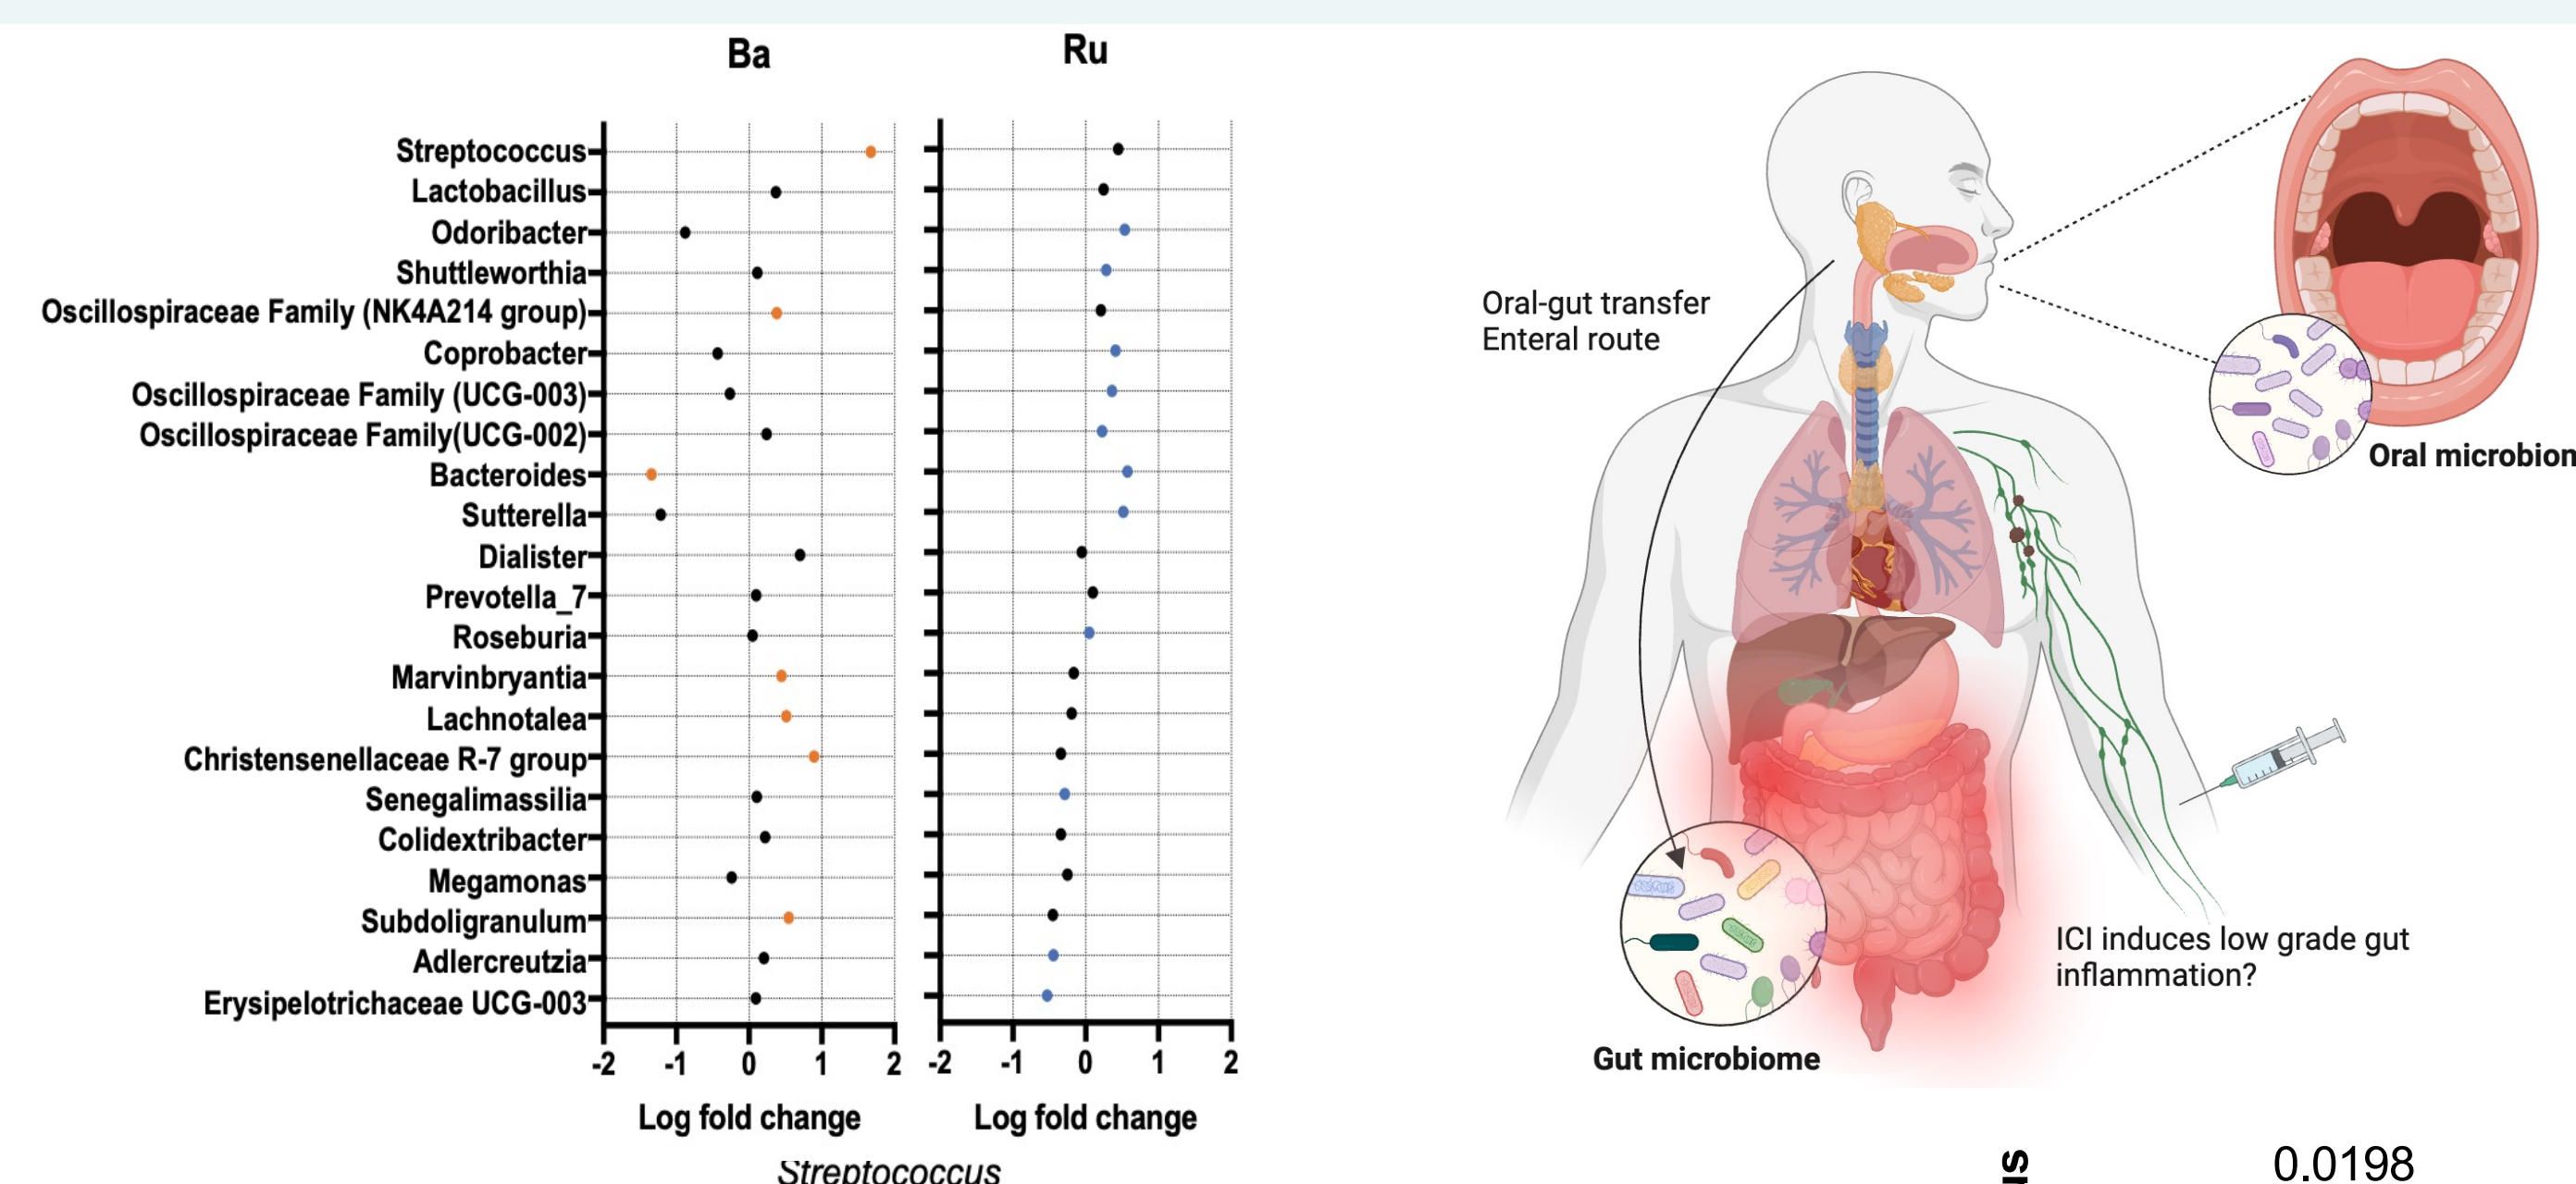 Ba
Ru
Streptococcus
Lactobacillus
Odoribacter
Shuttleworthia
Oscillospiraceae Family (NK4A214 group)
Coprobacter
Oscillospiraceae Family (UCG-003)
Oscillospiraceae Family(UCG-002)
Bacteroides
Sutterella
Dialister
Prevotella_7
Roseburia
Marvinbryantia
Lachnotalea
Christensenellaceae R-7 group
Senegalimassilia
Colidextribacter
Megamonas
Subdoligranulum
Adlercreutzia
Erysipelotrichaceae UCG-003
-2 -1 0 1 2
-2 -1 0 1 2
Log fold change
Log fold change
Streptococcus
Oral-gut transfer
Enteral route
Oral microbion
ICI induces low grade gut
inflammation?
Gut microbiome
us
0.0198